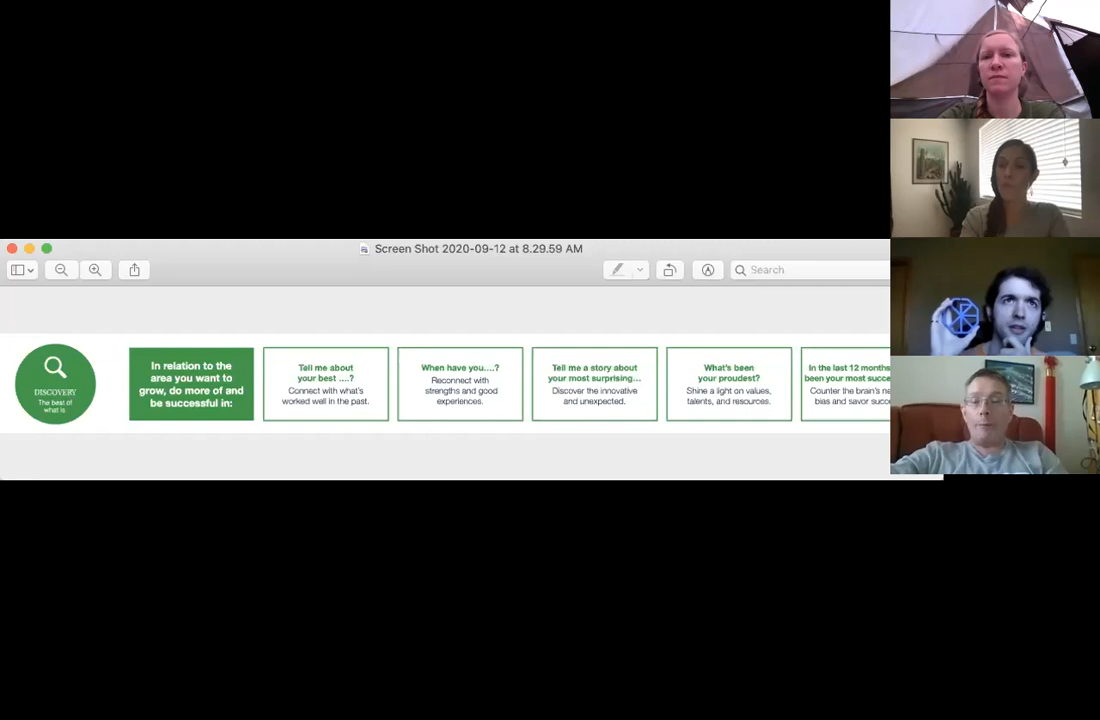 Screen Shot 2020-09-12 at 8.29.59 AM
Search
DISCOVERY
The best of
what is
In relation to the
area you want to
grow, do more of and
be successful in:
Tell me about
your best ....?
Connect with what's
worked well in the past.
When have you....?
Reconnect with
strengths and good
experiences.
Tell me a story about
your most surprising...
Discover the innovative
and unexpected.
What's been
your proudest?
Shine a light on values,
talents, and resources.
In the last 12 months
been your most
Counter the brain's
bias and savor